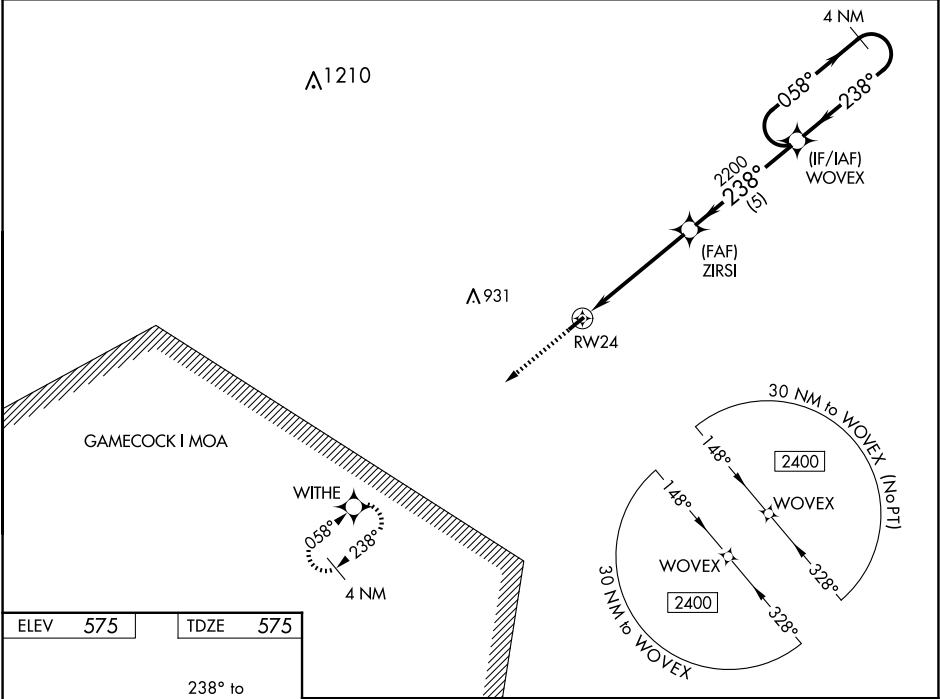 4 NM
1210
058°
238°
(IF/IAF)
WOVEX
2200
238°
(5)
(FAF)
ZIRSI
931
RW24
GAMECOCK I MOA
WITHE
058°
238°
4 NM
30 NM to WOVEX (NoPT)
148°
2400
WOVEX
328°
148°
WOVEX
2400
328°
30 NM to WOVEX
ELEV 575
TDZE 575
238° to